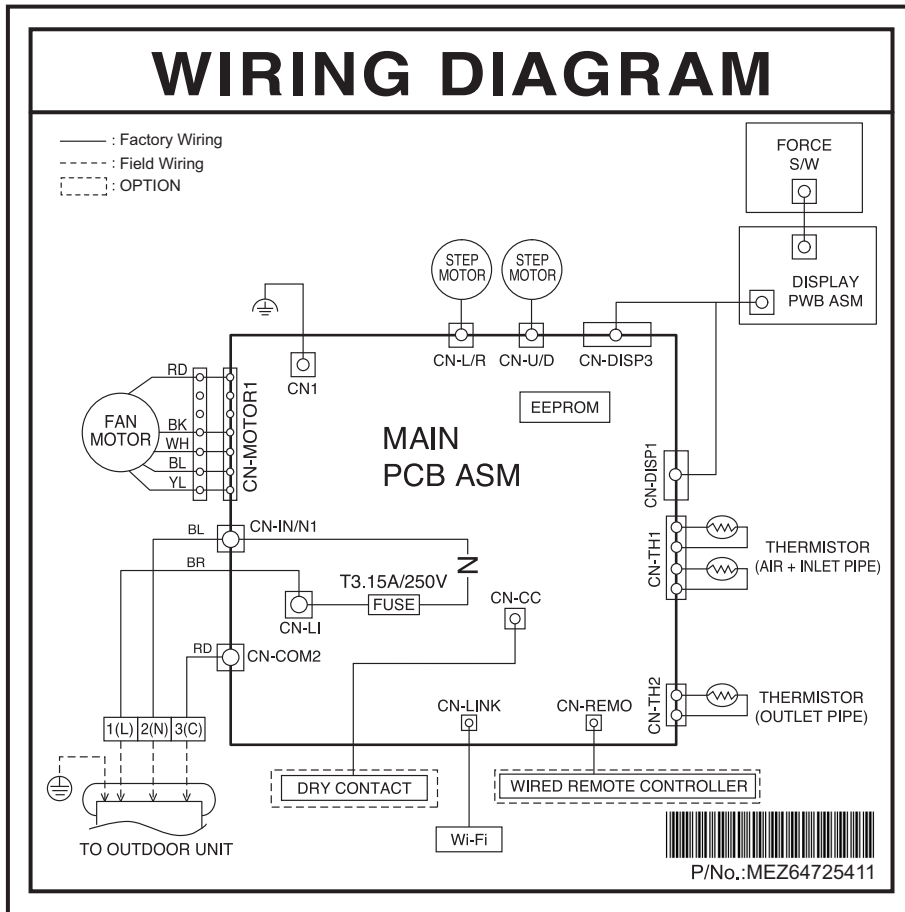 WIRING DIAGRAM
: Factory Wiring
: Field Wiring
: OPTION
FORCE
S/W
DISPLAY
PWB ASM
STEP
MOTOR
STEP
MOTOR
CN-L/R
CN-U/D
CN-DISP3
CN1
EEPROM
MAIN
PCB ASM
RD
FAN
MOTOR
BK
WH
BL
YL
CN-MOTOR1
CN-DISP1
CN-IN/N1
BL
BR
N
T3.15A/250V
FUSE
CN-LI
CN-CC
CN-TH1
THERMISTOR
(AIR + INLET PIPE)
RD
CN-COM2
CN-LINK
CN-REMO
CN-TH2
THERMISTOR
(OUTLET PIPE)
1(L) 2(N) 3(C)
DRY CONTACT
WIRED REMOTE CONTROLLER
Wi-Fi
TO OUTDOOR UNIT
P/No.:MEZ64725411